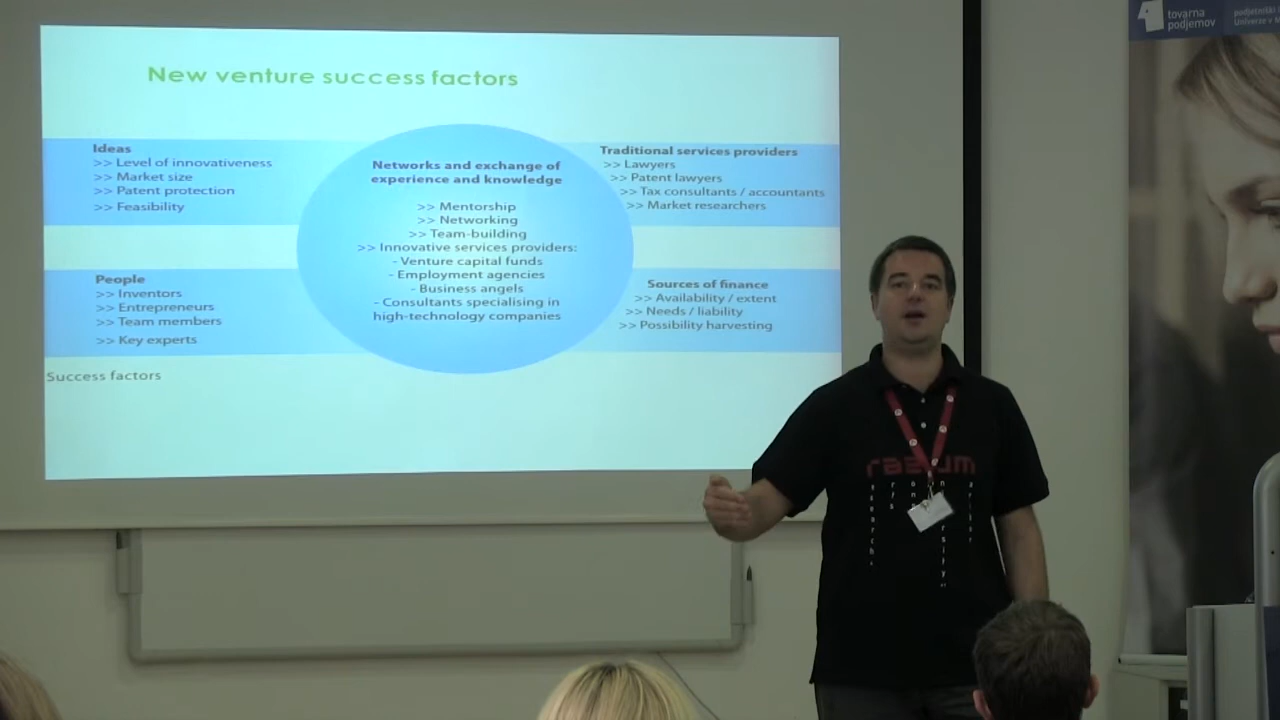 New venture success factors
Ideas
>> Level of innovativeness
>> Market size
>> Patent protection
>> Feasibility
People
>> Inventors
>> Entrepreneurs
>> Team members
>> Key experts
Networks and exchange of
experience and knowledge
>> Mentorship
>> Networking
>> Team-building
>> Innovative services providers:
- Venture capital funds
- Employment agencies
- Business angels
- Consultants specialising in
high-technology companies
Traditional services providers
>> Lawyers
>> Patent lawyers
>> Tax consultants / accountants
>> Market researchers
Sources of finance
>> Availability / extent
>> Needs / liability
>> Possibility harvesting
Success factors
tovarna
podjemov
podjetniški
Univerze v